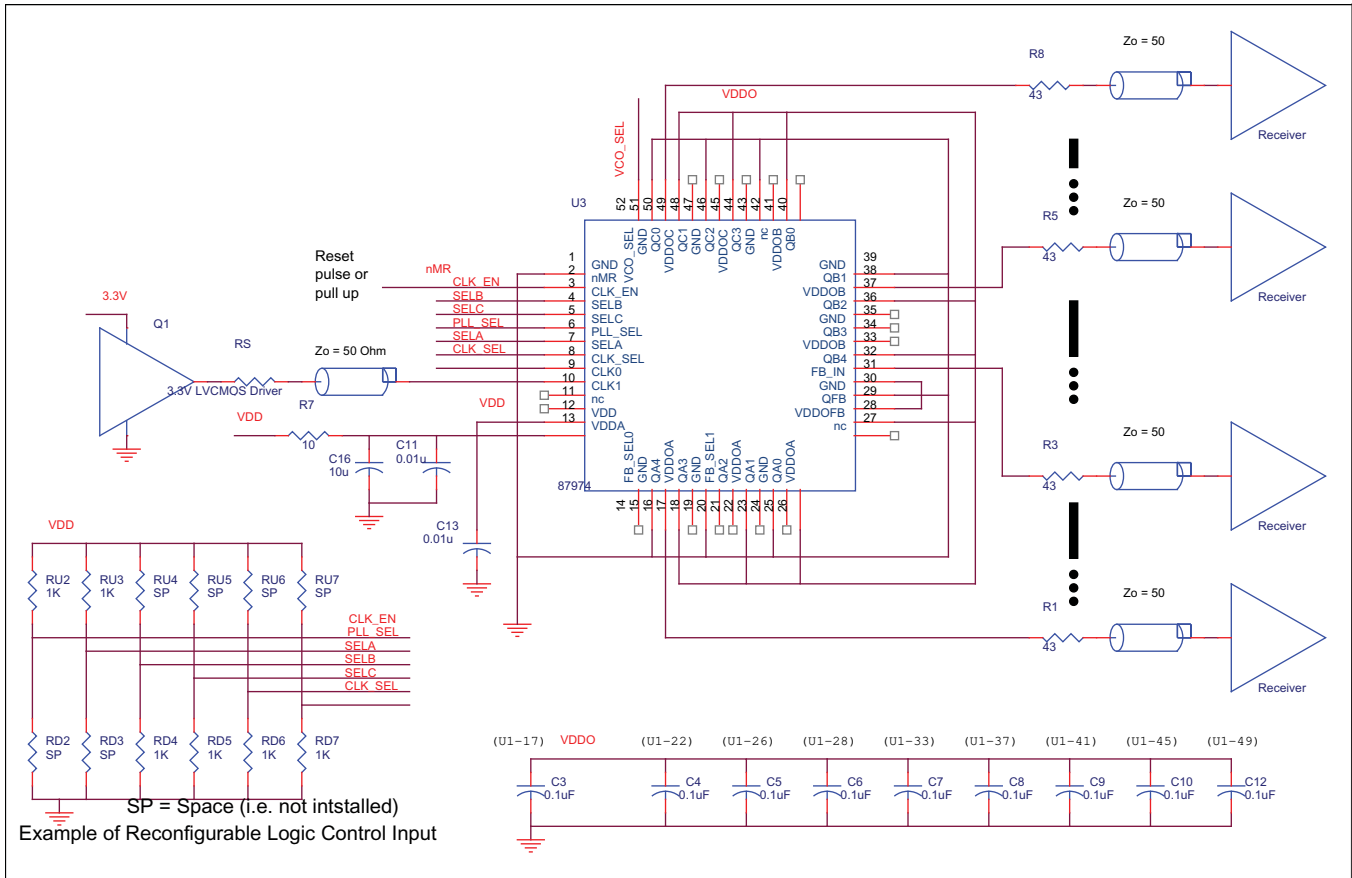 R8
Zo = 50
43
Receiver
VDDO
VCO_SEL
U3
52
51
50
49
48
47
46
45
44
43
42
41
40
VCO_SEL
GND
QC0
VDDOC
QC1
GND
QC2
VDDOC
QC3
GND
nc
VDDOB
QB0
R5
Zo = 50
43
Receiver
Reset
pulse or
pull up
nMR
CLK_EN
SELB
SELC
PLL_SEL
SELA
CLK_SEL
1
2
3
4
5
6
7
8
9
10
11
12
13
GND
nMR
CLK_EN
SELB
SELC
PLL_SEL
SELA
CLK_SEL
CLK0
CLK1
nc
VDD
VDDA
GND
QB1
VDDOB
QB2
GND
QB3
VDDOB
QB4
FB_IN
GND
QFB
VDDOFB
nc
39
38
37
36
35
34
33
32
31
30
29
28
27
3.3V
Q1
RS
Zo = 50 Ohm
3.3V LVCMOS Driver
R7
10
VDD
VDD
C16
10u
C11
0.01u
C13
0.01u
87974
FB_SEL0
GND
QA4
VDDOA
QA3
GND
FB_SEL1
QA2
VDDOA
QA1
GND
QA0
VDDOA
14
15
16
17
18
19
20
21
22
23
24
25
26
R3
Zo = 50
43
Receiver
R1
Zo = 50
43
Receiver
VDD
RU2
1K
RU3
1K
RU4
SP
RU5
SP
RU6
SP
RU7
SP
CLK_EN
PLL_SEL
SELA
SELB
SELC
CLK_SEL
RD2
SP
RD3
SP
RD4
1K
RD5
1K
RD6
1K
RD7
1K
SP = Space (i.e. not intstalled)
Example of Reconfigurable Logic Control Input
(U1-17) VDDO (U1-22) (U1-26) (U1-28) (U1-33) (U1-37) (U1-41) (U1-45) (U1-49)
C3
0.1uF
C4
0.1uF
C5
0.1uF
C6
0.1uF
C7
0.1uF
C8
0.1uF
C9
0.1uF
C10
0.1uF
C12
0.1uF